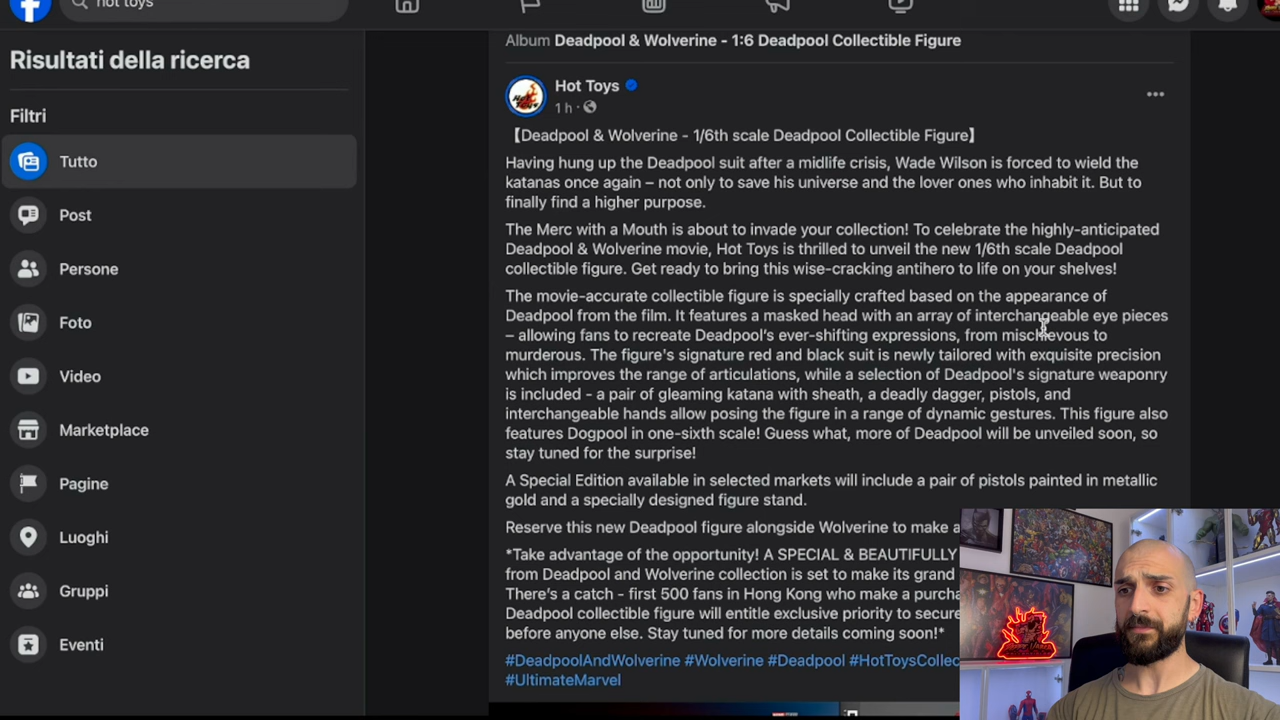 hot toys
Risultati della ricerca
Filtri
Tutto
Post
Persone
Foto
Video
Marketplace
Pagine
Luoghi
Gruppi
Eventi
Album Deadpool & Wolverine - 1:6 Deadpool Collectible Figure
Hot Toys
1 h ·
【Deadpool & Wolverine - 1/6th scale Deadpool Collectible Figure】
Having hung up the Deadpool suit after a midlife crisis, Wade Wilson is forced to wield the
katanas once again – not only to save his universe and the lover ones who inhabit it. But to
finally find a higher purpose.
The Merc with a Mouth is about to invade your collection! To celebrate the highly-anticipated
Deadpool & Wolverine movie, Hot Toys is thrilled to unveil the new 1/6th scale Deadpool
collectible figure. Get ready to bring this wise-cracking antihero to life on your shelves!
The movie-accurate collectible figure is specially crafted based on the appearance of
Deadpool from the film. It features a masked head with an array of interchangeable eye pieces
– allowing fans to recreate Deadpool's ever-shifting expressions, from mischievous to
murderous. The figure's signature red and black suit is newly tailored with exquisite precision
which improves the range of articulations, while a selection of Deadpool's signature weaponry
is included - a pair of gleaming katana with sheath, a deadly dagger, pistols, and
interchangeable hands allow posing the figure in a range of dynamic gestures. This figure also
features Dogpool in one-sixth scale! Guess what, more of Deadpool will be unveiled soon, so
stay tuned for the surprise!
A Special Edition available in selected markets will include a pair of pistols painted in metallic
gold and a specially designed figure stand.
Reserve this new Deadpool figure alongside Wolverine to make a
*Take advantage of the opportunity! A SPECIAL & BEAUTIFULLY
from Deadpool and Wolverine collection is set to make its grand
There's a catch - first 500 fans in Hong Kong who make a purcha
Deadpool collectible figure will entitle exclusive priority to secure
before anyone else. Stay tuned for more details coming soon!*
#DeadpoolAndWolverine #Wolverine #Deadpool #HotToysCollec
#UltimateMarvel